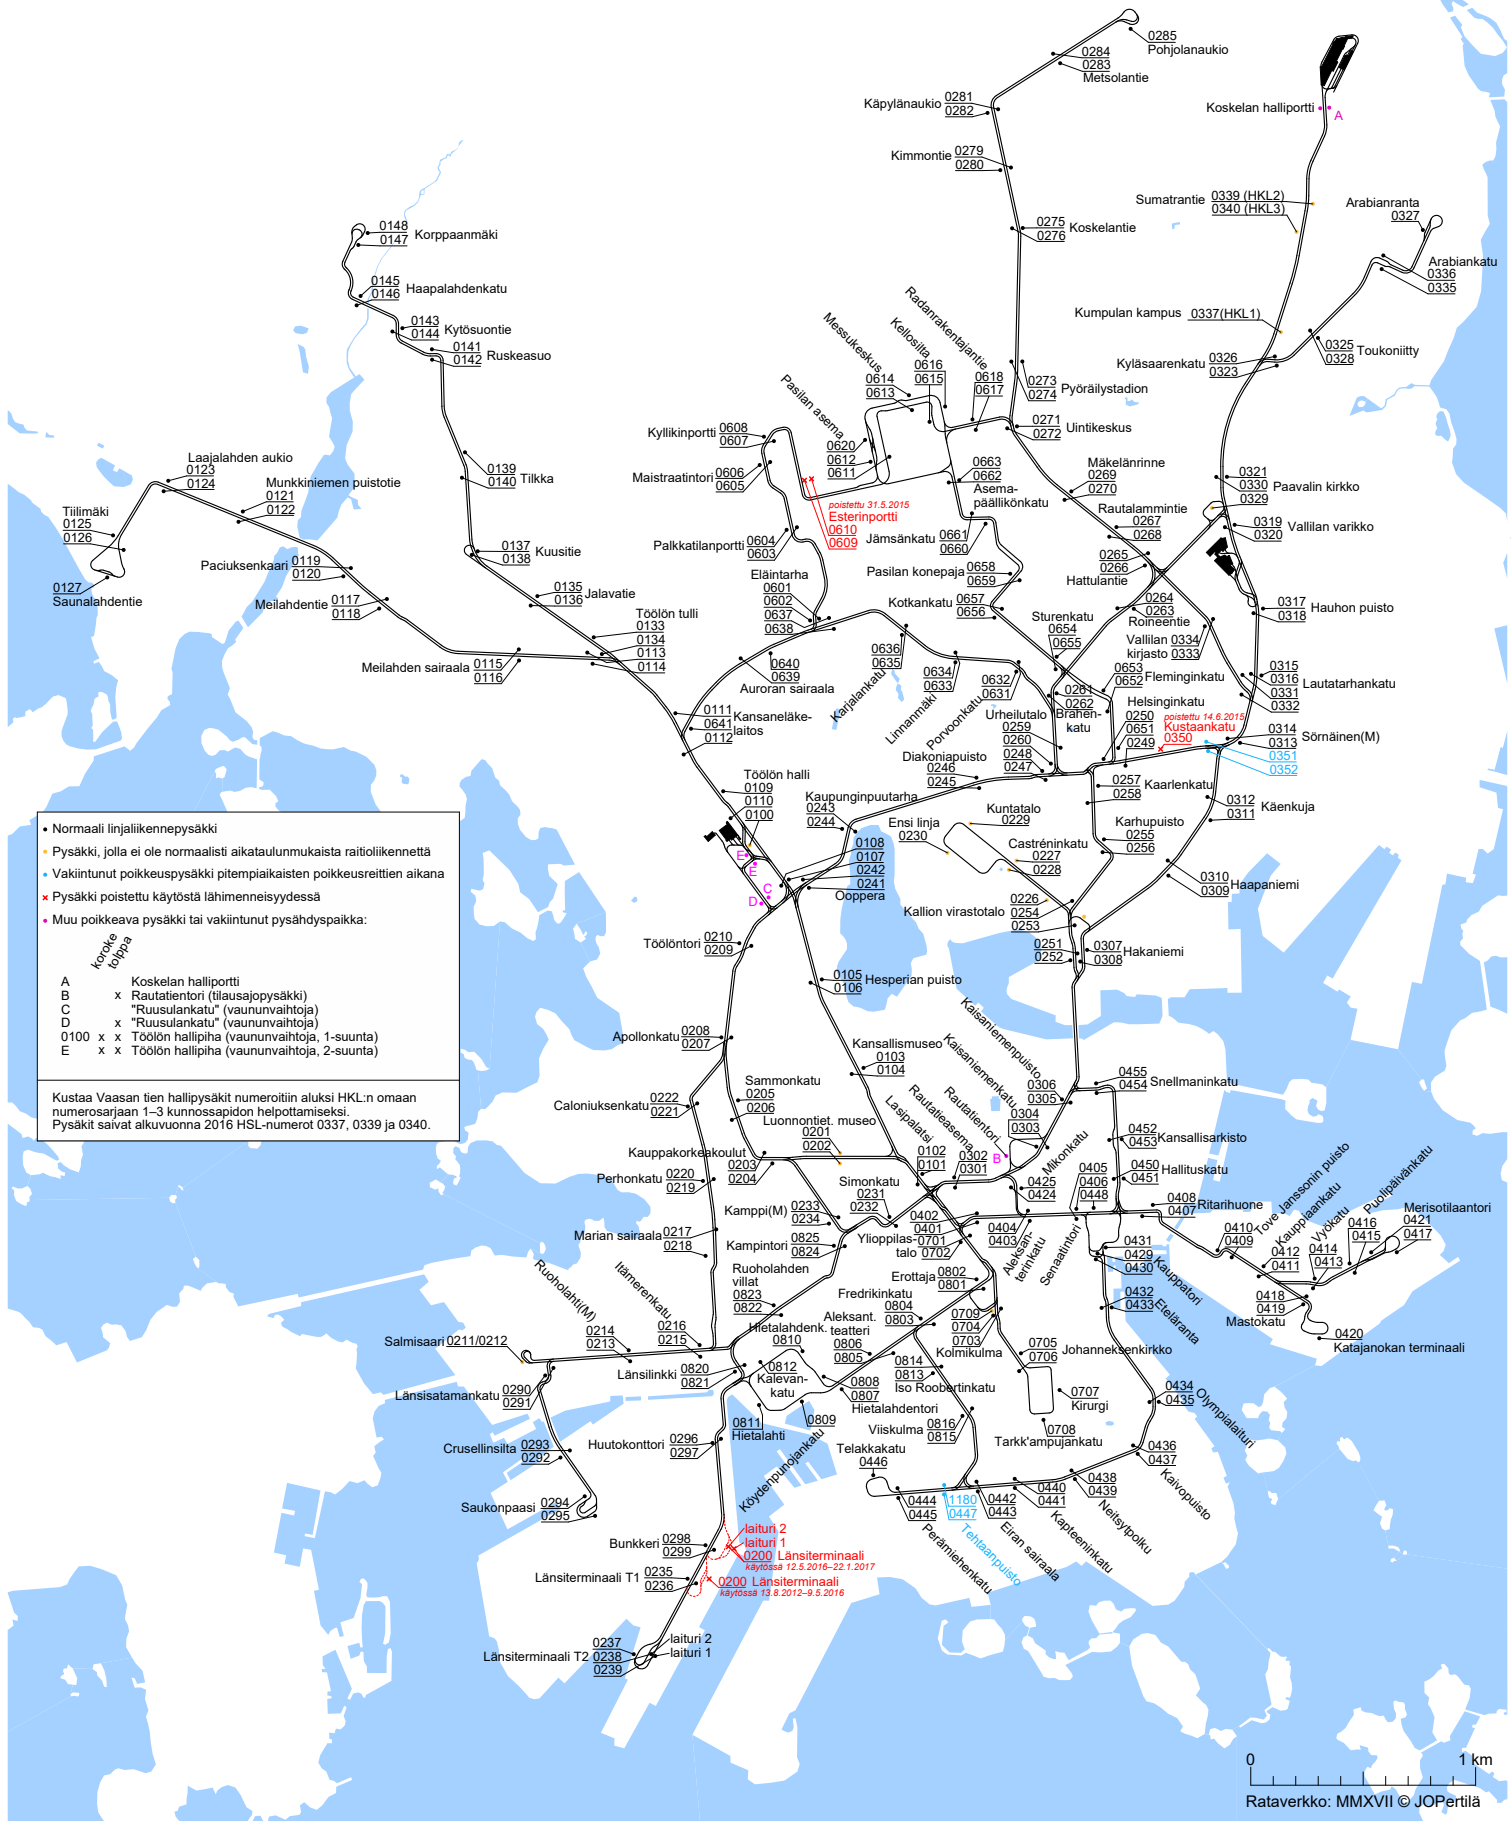 0285
Pohjolanaukio
0284
0283
Metsolantie
Käpylänaukio 0281
0282
Koskelan halliportti
A
Kimmontie 0279
0280
Sumatrantie 0339 (HKL2)
0340 (HKL3)
Arabianranta
0327
0148
0147
Korppaanmäki
0275
0276
Koskelantie
Arabiankatu
0336
0335
0145
0146
Haapalahdenkatu
Kumpulan kampus 0337(HKL1)
0143
0144
Kytösuontie
0325
0328
Toukoniitty
0141
0142
Ruskeasuo
Kyläsaarenkatu 0326
0323
Messukeskus
0614
0613
Kellosilta
0616
0615
Radanrakentajantie
0618
0617
0273
0274
Pyöräilystadion
Pasilan asema
0620
0612
0611
Kyllikinportti 0608
0607
0271
0272
Uintikeskus
Laajalahden aukio
0123
0124
Munkkiniemen puistotie
0121
0122
0139
0140
Tilkka
Maistraatintori 0606
0605
0663
0662
Asema-
päällikönkatu
Mäkelänrinne
0269
0270
0321
0330
0329
Paavalin kirkko
Tiilimäki
0125
0126
poistettu 31.5.2015
Esterinportti
0610
0609
Rautalammintie
0267
0268
0319
0320
Vallilan varikko
0137
0138
Kuusitie
Palkkatilanportti 0604
0603
Jämsänkatu 0661
0660
0265
0266
Hattulantie
Paciuksenkaari 0119
0120
0127
Saunalahdentie
0135
0136
Jalavatie
Eläintarha
0601
0602
0637
0638
Pasilan konepaja 0658
0659
Meilahdentie 0117
0118
Töölön tulli
0133
0134
0113
0114
Kotkankatu 0657
0656
0264
0263
Roineentie
0317
0318
Hauhon puisto
Sturenkatu
0654
0655
Vallilan
kirjasto
0334
0333
Meilahden sairaala 0115
0116
0640
0639
Auroran sairaala
0636
0635
Karjalankatu
0634
0633
Linnanmäki
0632
0631
Porvoonkatu
0653
0652
Fleminginkatu
0315
0316
0331
0332
Lautatarhankatu
0261
0262
Brahen-
katu
0111
0641
0112
Kansaneläke-
laitos
Urheilutalo
0259
0260
0248
0247
Helsinginkatu
0250
0651
0249
poistettu 14.6.2015
Kustaankatu
0350
0314
0313
0351
0352
Sörnäinen(M)
Diakoniapuisto
0246
0245
Töölön halli
0109
0110
0100
Kaupunginpuutarha
0243
0244
0257
0258
Kaarlenkatu
0312
0311
Käenkuja
Kuntatalo
0229
Ensi linja
0230
Karhupuisto
0255
0256
Castréninkatu
0227
0228
E
E
C
D
0108
0107
0242
0241
Ooppera
0310
0309
Haapaniemi
Kallion virastotalo
0226
0254
0253
Töölöntori 0210
0209
0251
0252
0307
0308
Hakaniemi
0105
0106
Hesperian puisto
Apollonkatu 0208
0207
Kansallismuseo
0103
0104
Kaisaniemenpuisto
0306
0305
Kaisaniemenkatu
0304
0303
0455
0454
Snellmaninkatu
Sammonkatu
0205
0206
Caloniuksenkatu 0222
0221
Luonnontiet. museo
0201
0202
Lasipalatsi
0102
0101
Rautatieasema
0302
0301
Rautatientori
B
Mikonkatu
0425
0424
0452
0453
Kansallisarkisto
Kauppakorkeakoulut
0203
0204
Perhonkatu 0220
0219
0450
0451
Hallituskatu
Simonkatu
0231
0232
0405
0406
0448
Senaatintori
0408
0407
Ritarihuone
Kamppi(M) 0233
0234
0402
0401
0404
0403
Aleksan-
terinkatu
Marian sairaala 0217
0218
Kampintori 0825
0824
Ylioppilas-
talo
0701
0702
0431
0429
0430
Kauppatori
0410
0409
Tove Janssonin puisto
0412
0411
Kauppiaankatu
0414
0413
Vyökatu
0416
0415
Puolipäivänkatu
Merisotilaantori
0421
0417
0418
0419
Mastokatu
0420
Katajanokan terminaali
Ruoholahden
villat
0823
0822
Erottaja 0802
0801
0432
0433
Eteläranta
Fredrikinkatu
0804
0803
0709
0704
0703
Kolmikulma
Salmisaari 0211/0212
Ruoholahti(M)
0214
0213
Itämerenkatu
0216
0215
Hietalahdenk.
0810
Aleksant.
teatteri
0806
0805
0705
0706
Johanneksenkirkko
Länsilinkki 0820
0821
0812
Kalevan-
katu
0814
0813
Iso Roobertinkatu
0707
Kirurgi
Länsisatamankatu 0290
0291
0808
0807
Hietalahdentori
0434
0435
Olympialaituri
0811
Hietalahti
0809
Viiskulma 0816
0815
0708
Tarkk'ampujankatu
Crusellinsilta 0293
0292
Huutokonttori 0296
0297
Telakkakatu
0446
0436
0437
Kaivopuisto
Köydenpunojankatu
0438
0439
Neitsytpolku
Saukonpaasi 0294
0295
0444
0445
Perämiehenkatu
1180
0447
Tehtaanpuisto
0442
0443
Eiran sairaala
0440
0441
Kapteeninkatu
Bunkkeri 0298
0299
laituri 2
laituri 1
0200 Länsiterminaali
käytössä 12.5.2016–22.1.2017
Länsiterminaali T1 0235
0236
0200 Länsiterminaali
käytössä 13.8.2012–9.5.2016
Länsiterminaali T2
0237
0238
0239
laituri 2
laituri 1
Normaali linjaliikennepysäkki
Pysäkki, jolla ei ole normaalisti aikataulunmukaista raitioliikennettä
Vakiintunut poikkeuspysäkki pitempiaikaisten poikkeusreittien aikana
Pysäkki poistettu käytöstä lähimenneisyydessä
Muu poikkeava pysäkki tai vakiintunut pysähdyspaikka:
koroke
tolppa
A Koskelan halliportti
B x Rautatientori (tilausajopysäkki)
C "Ruusulankatu" (vaununvaihtoja)
D x "Ruusulankatu" (vaununvaihtoja)
0100 x x Töölön hallipiha (vaununvaihtoja, 1-suunta)
E x x Töölön hallipiha (vaununvaihtoja, 2-suunta)
Kustaa Vaasan tien hallipysäkit numeroitiin aluksi HKL:n omaan
numerosarjaan 1–3 kunnossapidon helpottamiseksi.
Pysäkit saivat alkuvuonna 2016 HSL-numerot 0337, 0339 ja 0340.
0 1 km
Rataverkko: MMXVII © JOPertilä